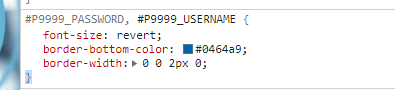 }
#P9999_PASSWORD, #P9999_USERNAME {
font-size: revert;
border-bottom-color: #0464a9;
border-width: 0 0 2px 0;
}